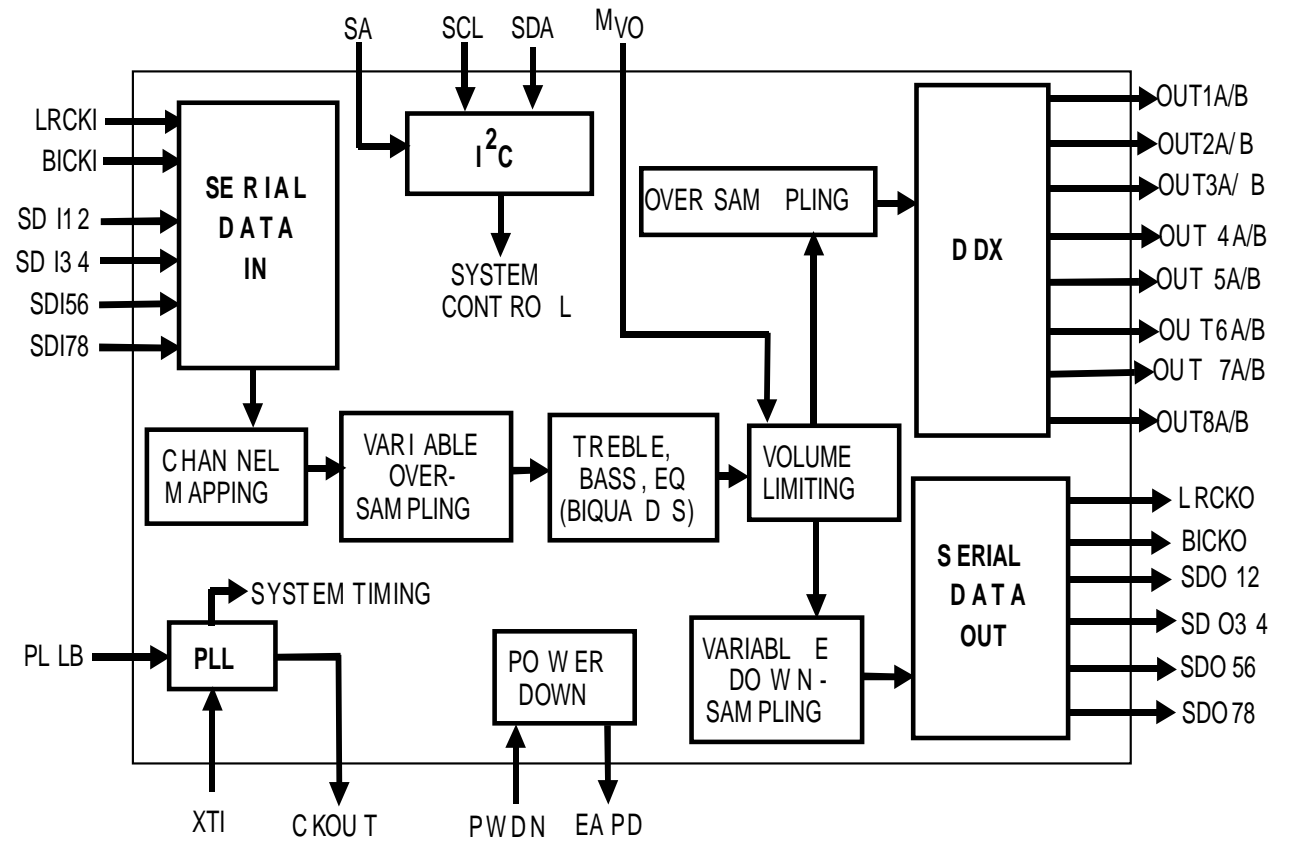 SA
SCL
SDA
MVO
LRCKI
BICKI
SDI12
SDI34
SDI56
SDI78
SERIAL
DATA
IN
I2C
SYSTEM
CONTROL
OVERSAMPLING
DDX
OUT1A/B
OUT2A/B
OUT3A/B
OUT4A/B
OUT5A/B
OUT6A/B
OUT7A/B
OUT8A/B
CHANNEL
MAPPING
VARIABLE
OVER-
SAMPLING
TREBLE,
BASS, EQ
(BIQUADS)
VOLUME
LIMITING
SERIAL
DATA
OUT
LRCKO
BICKO
SDO12
SDO34
SDO56
SDO78
SYSTEM TIMING
PLLB
PLL
POWER
DOWN
VARIABLE
DOWN-
SAMPLING
XTI
CKOUT
PWDN
EAPD